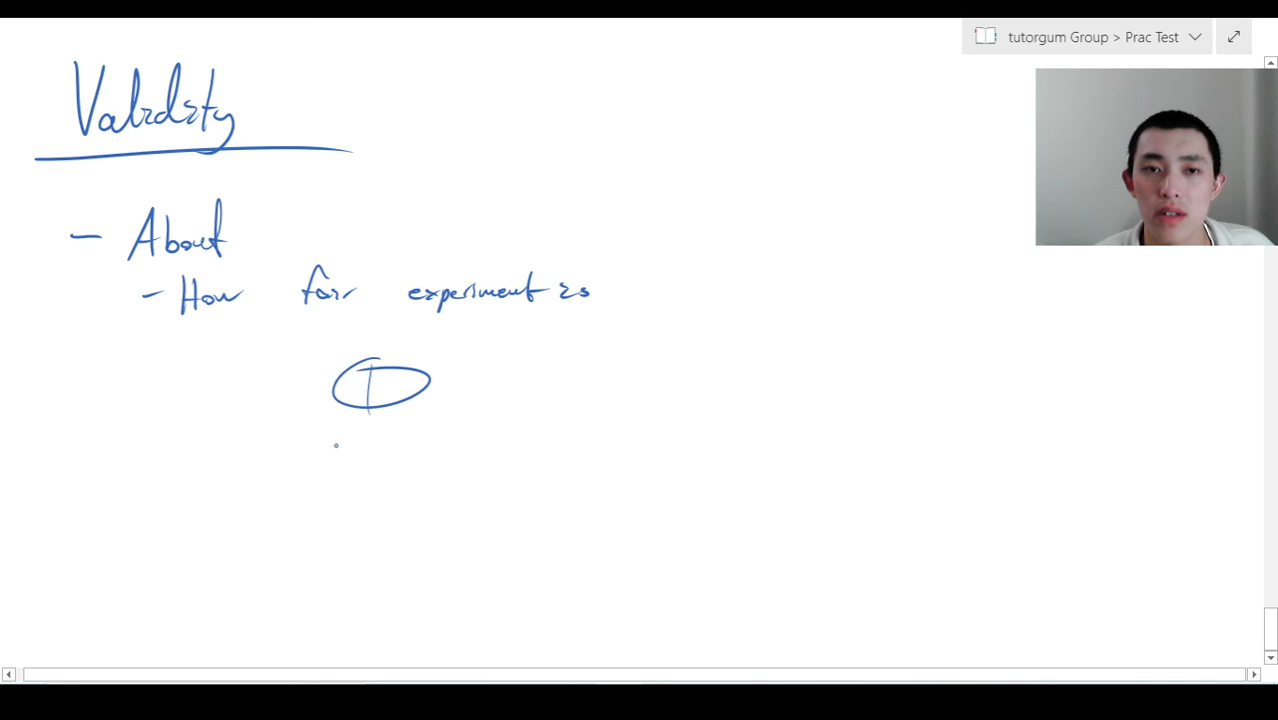 tutorgum Group > Prac Test
Validity
- About
- How fair experiment is